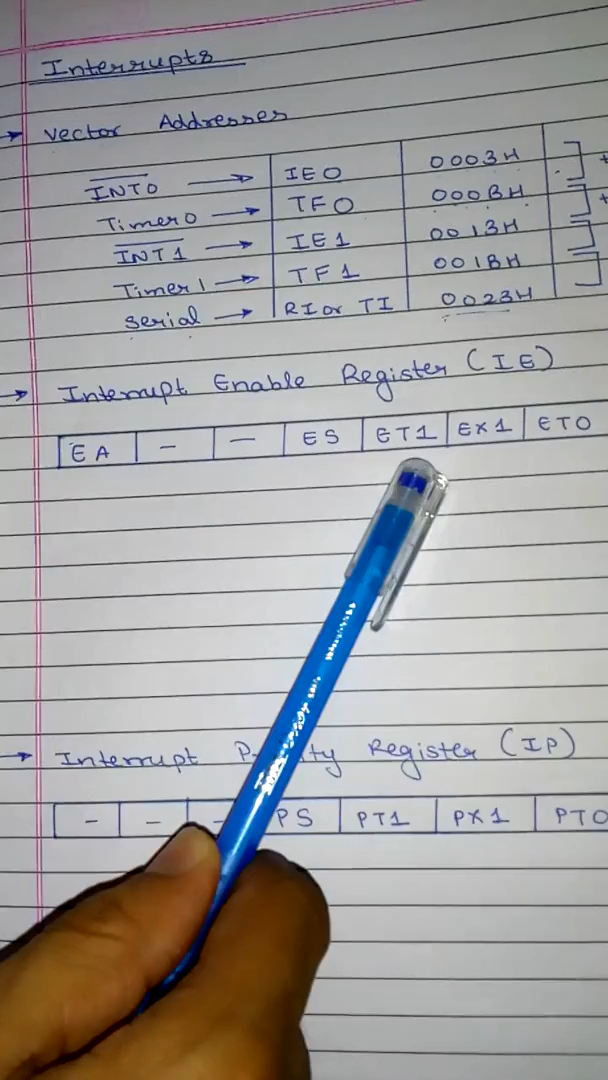 Interrupts
→ Vector Addresses
INT0 → IE0 0003H ] +
Timer0 → TF0 000BH ] +
INT1 → IE1 0013H ]
Timer1 → TF1 001BH ]
Serial → RI or TI 0023H
→ Interrupt Enable Register (IE)
EA - - ES ET1 EX1 ET0
→ Interrupt Register (IP)
- - - PS PT1 PX1 PT0